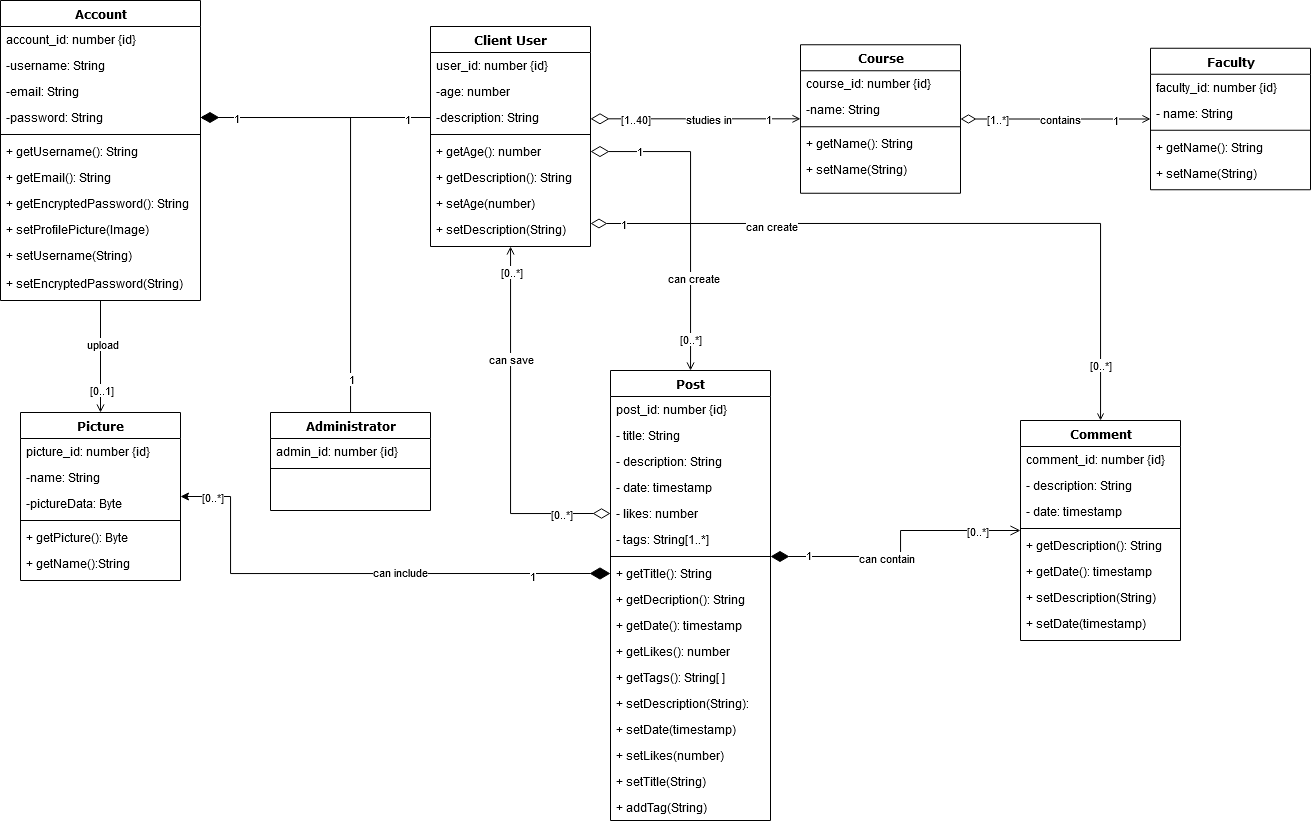 Account
account_id: number {id}
-username: String
-email: String
-password: String
+ getUsername(): String
+ getEmail(): String
+ getEncryptedPassword(): String
+ setProfilePicture(Image)
+ setUsername(String)
+ setEncryptedPassword(String)
1
1
1
upload
[0..1]
Client User
user_id: number {id}
-age: number
-description: String
+ getAge(): number
+ getDescription(): String
+ setAge(number)
+ setDescription(String)
[1..40]
studies in
1
Course
course_id: number {id}
-name: String
+ getName(): String
+ setName(String)
[1..*]
contains
1
Faculty
faculty_id: number {id}
- name: String
+ getName(): String
+ setName(String)
1
can create
[0..*]
1
can create
[0..*]
[0..*]
can save
[0..*]
Picture
picture_id: number {id}
-name: String
-pictureData: Byte
+ getPicture(): Byte
+ getName():String
Administrator
admin_id: number {id}
[0..*]
can include
1
Post
post_id: number {id}
- title: String
- description: String
- date: timestamp
- likes: number
- tags: String[1..*]
+ getTitle(): String
+ getDecription(): String
+ getDate(): timestamp
+ getLikes(): number
+ getTags(): String[ ]
+ setDescription(String):
+ setDate(timestamp)
+ setLikes(number)
+ setTitle(String)
+ addTag(String)
1
can contain
[0..*]
Comment
comment_id: number {id}
- description: String
- date: timestamp
+ getDescription(): String
+ getDate(): timestamp
+ setDescription(String)
+ setDate(timestamp)